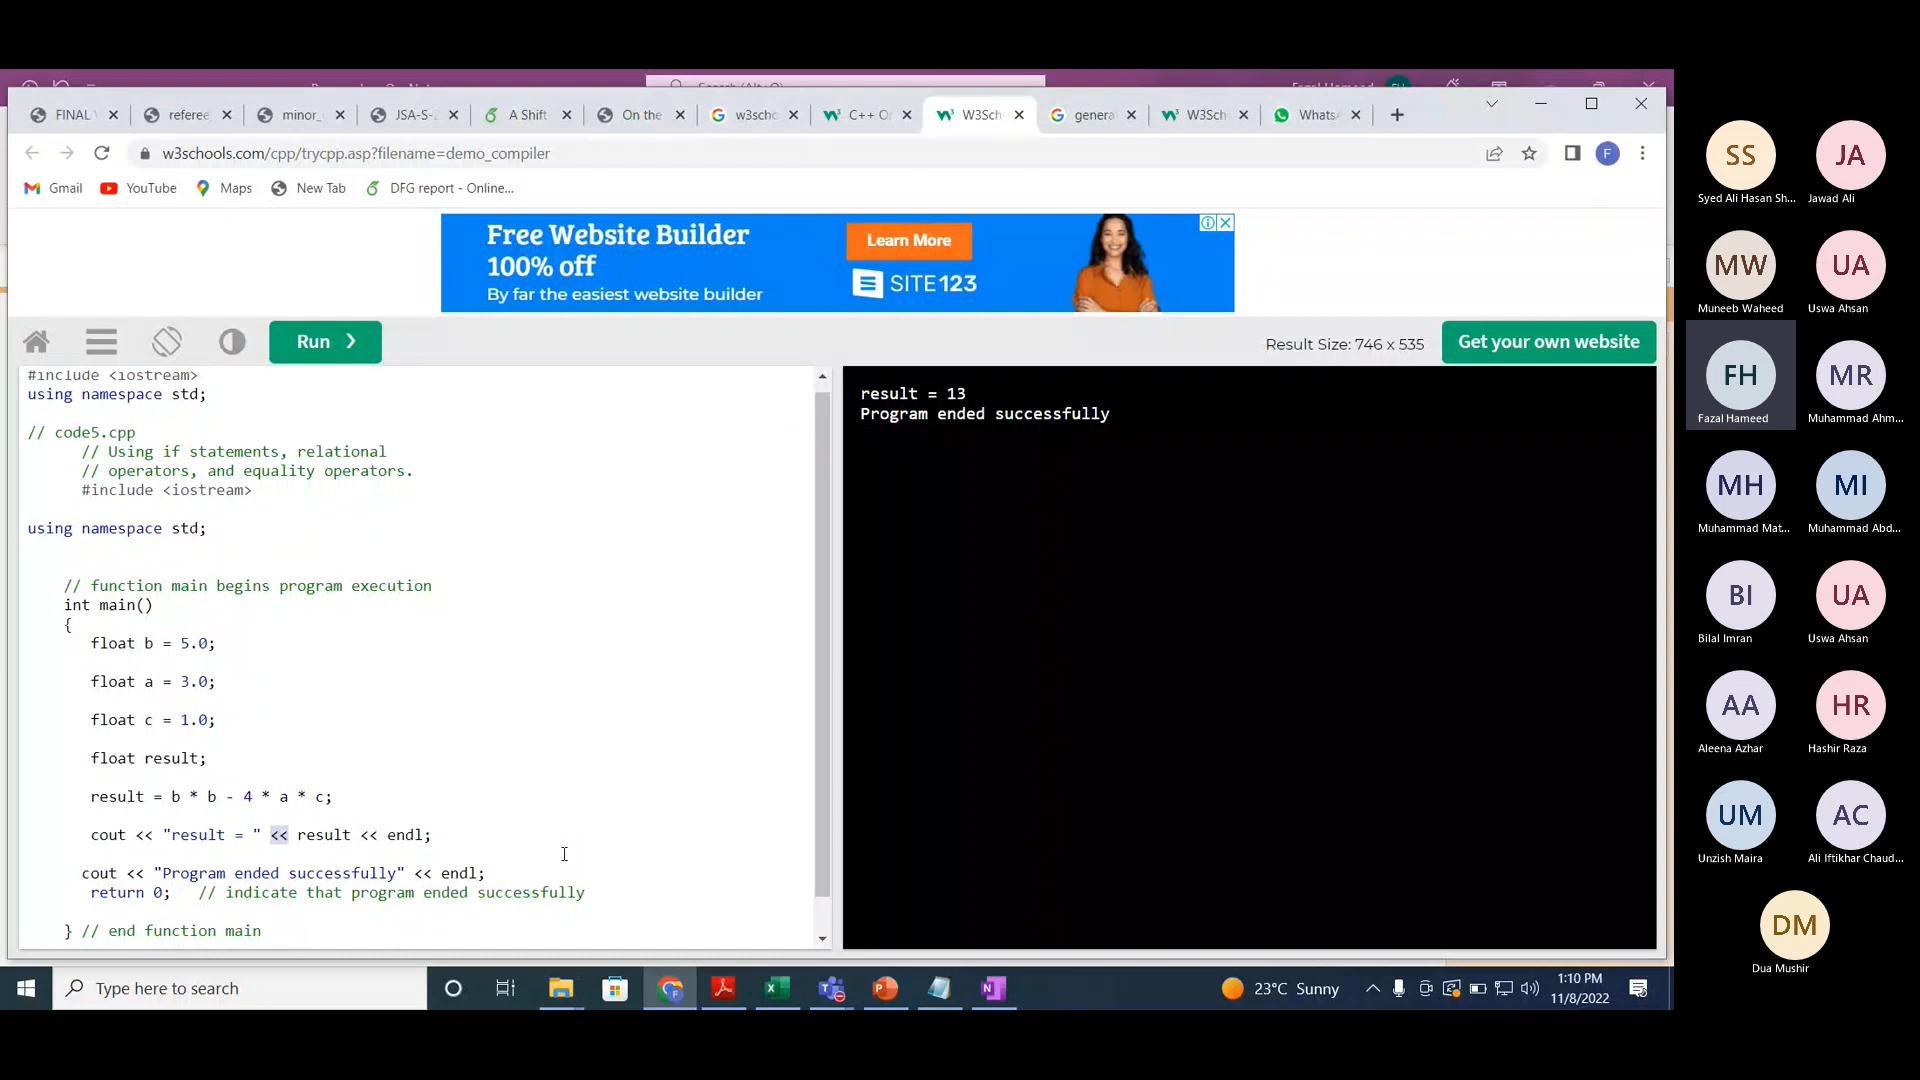 FINAL
referee
minor_
JSA-S-
A Shift
On the
w3scho
C++ O
W3Sch
genera
W3Sch
Whats
w3schools.com/cpp/trycpp.asp?filename=demo_compiler
F
Gmail
YouTube
Maps
New Tab
DFG report - Online...
Free Website Builder
100% off
By far the easiest website builder
Learn More
SITE123
Run
Result Size: 746 x 535
Get your own website
#include <iostream>
using namespace std;
// code5.cpp
// Using if statements, relational
// operators, and equality operators.
#include <iostream>
using namespace std;
// function main begins program execution
int main()
{
float b = 5.0;
float a = 3.0;
float c = 1.0;
float result;
result = b * b - 4 * a * c;
cout << "result = " << result << endl;
cout << "Program ended successfully" << endl;
return 0;   // indicate that program ended successfully
} // end function main
result = 13
Program ended successfully
Type here to search
23°C Sunny
1:10 PM
11/8/2022
SS
Syed Ali Hasan Sh...
JA
Jawad Ali
MW
Muneeb Waheed
UA
Uswa Ahsan
FH
Fazal Hameed
MR
Muhammad Ahm...
MH
Muhammad Mat...
MI
Muhammad Abd...
BI
Bilal Imran
UA
Uswa Ahsan
AA
Aleena Azhar
HR
Hashir Raza
UM
Unzish Maira
AC
Ali Iftikhar Chaud...
DM
Dua Mushir